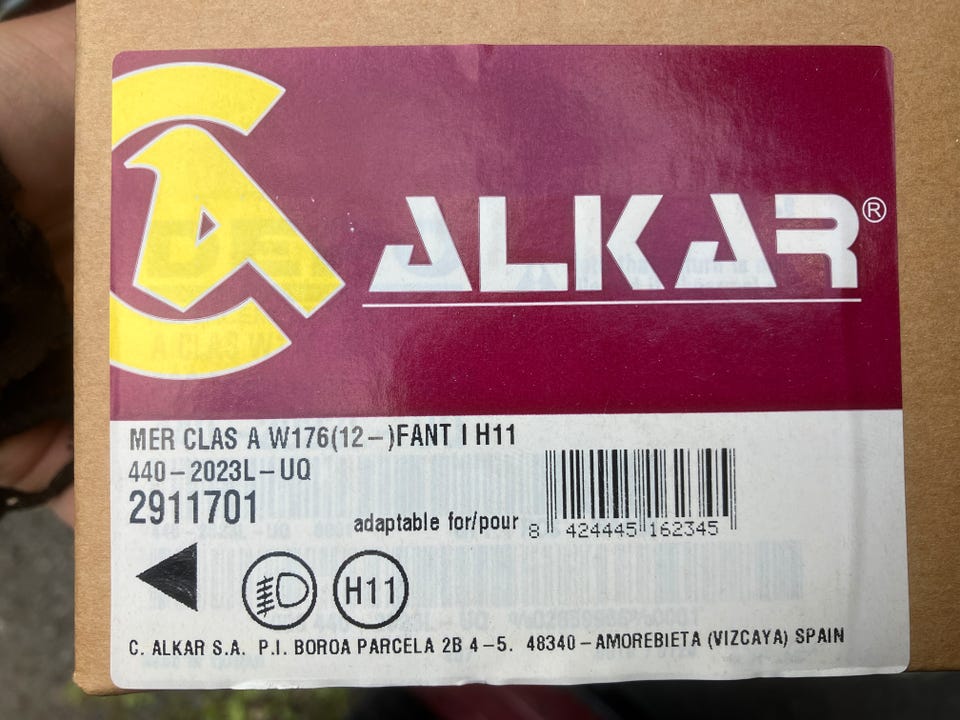 ALKAR®
MER CLAS A W176(12-)FANT I H11
440-2023L-UQ
2911701
adaptable for/pour
8 424445 162345
H11
C. ALKAR S.A. P.I. BOROA PARCELA 2B 4-5. 48340-AMOREBIETA (VIZCAYA) SPAIN